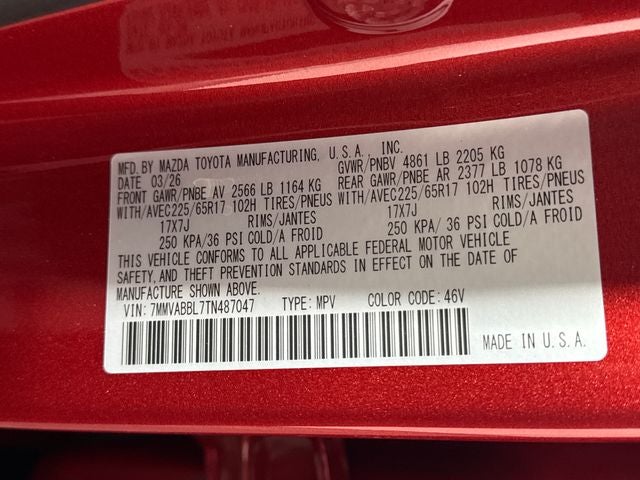 MFD. BY MAZDA TOYOTA MANUFACTURING, U.S.A., INC.
DATE 03/26 GVWR/PNBV 4861 LB 2205 KG
FRONT GAWR/PNBE AV 2566 LB 1164 KG REAR GAWR/PNBE AR 2377 LB 1078 KG
WITH/AVEC225/65R17 102H TIRES/PNEUS WITH/AVEC225/65R17 102H TIRES/PNEUS
17X7J RIMS/JANTES 17X7J RIMS/JANTES
250 KPA/36 PSI COLD/A FROID 250 KPA/36 PSI COLD/A FROID
THIS VEHICLE CONFORMS TO ALL APPLICABLE FEDERAL MOTOR VEHICLE
SAFETY, AND THEFT PREVENTION STANDARDS IN EFFECT ON THE DATE OF
MANUFACTURE SHOWN ABOVE.
VIN: 7MMVABBL7TN487047 TYPE: MPV COLOR CODE: 46V
MADE IN U.S.A.